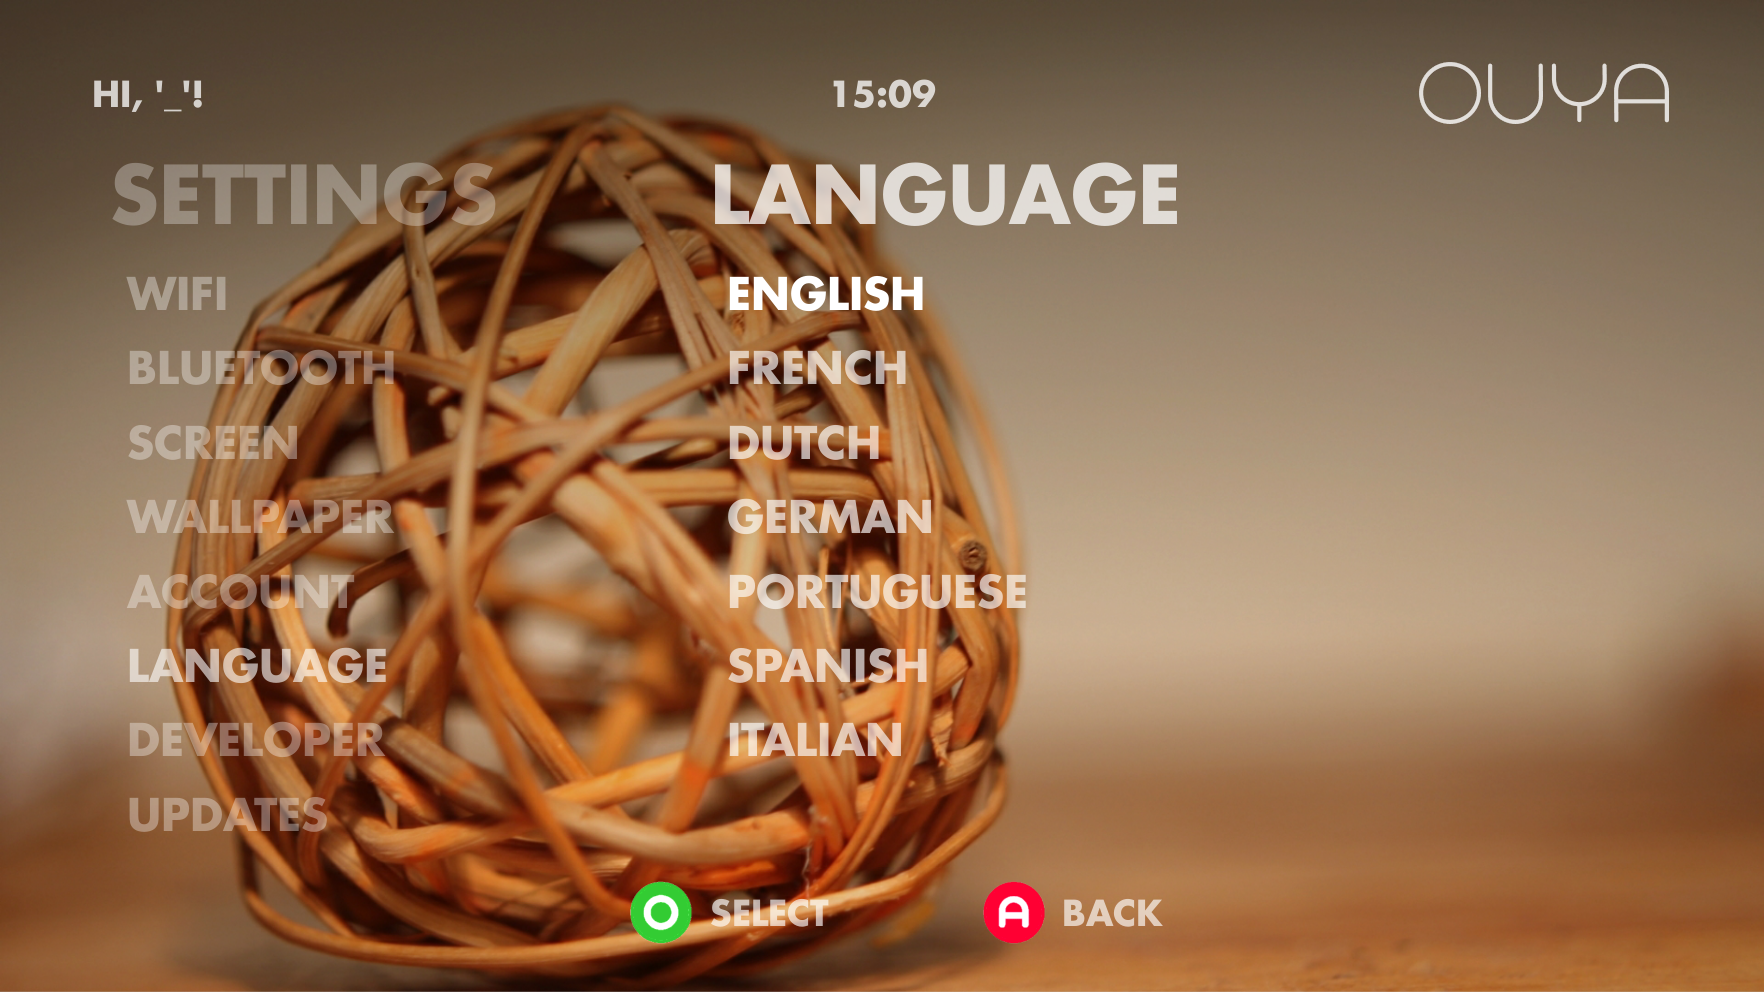 HI, '_'!
15:09
OUYA
SETTINGS
WIFI
BLUETOOTH
SCREEN
WALLPAPER
ACCOUNT
LANGUAGE
DEVELOPER
UPDATES
LANGUAGE
ENGLISH
FRENCH
DUTCH
GERMAN
PORTUGUESE
SPANISH
ITALIAN
O SELECT
A BACK